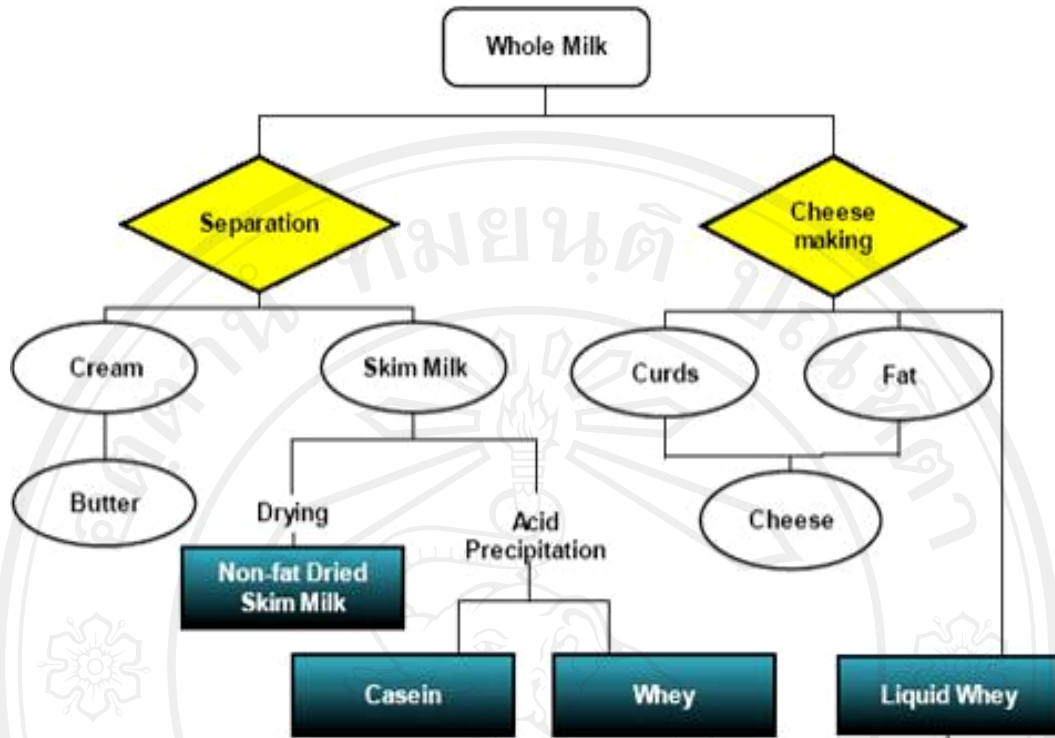 Whole Milk
Separation
Cheese
making
Cream
Skim Milk
Curds
Fat
Butter
Drying
Acid
Precipitation
Cheese
Non-fat Dried
Skim Milk
Casein
Whey
Liquid Whey